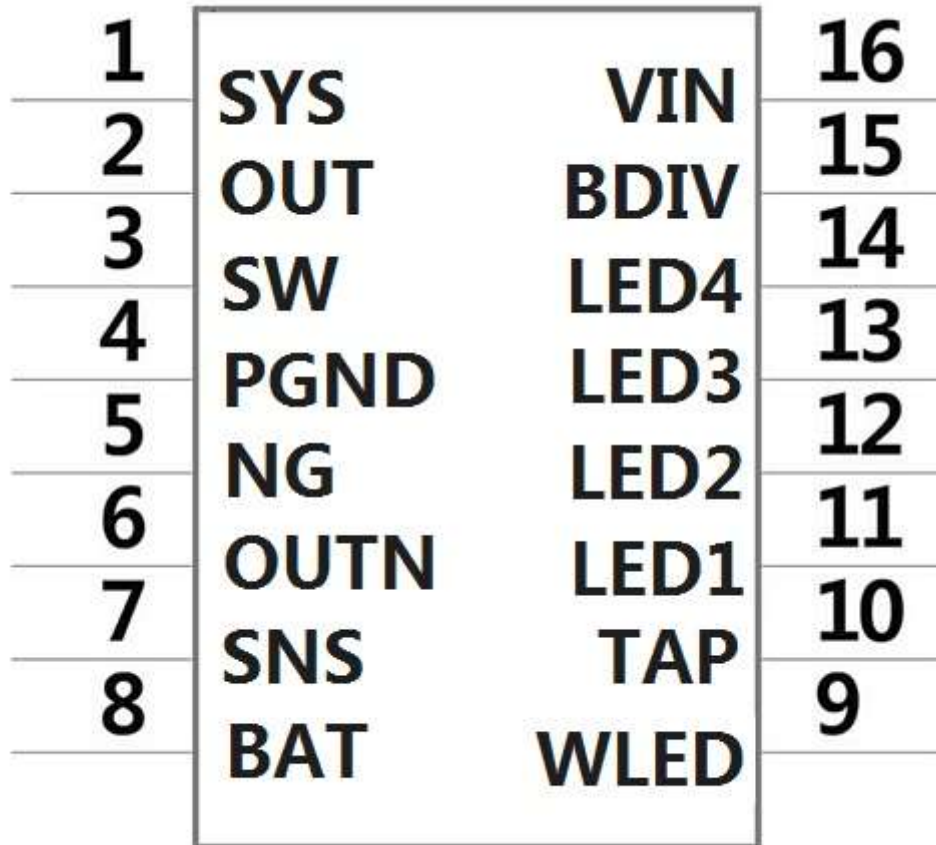 1 SYS VIN 16
2 OUT BDIV 15
3 SW LED4 14
4 PGND LED3 13
5 NG LED2 12
6 OUTN LED1 11
7 SNS TAP 10
8 BAT WLED 9